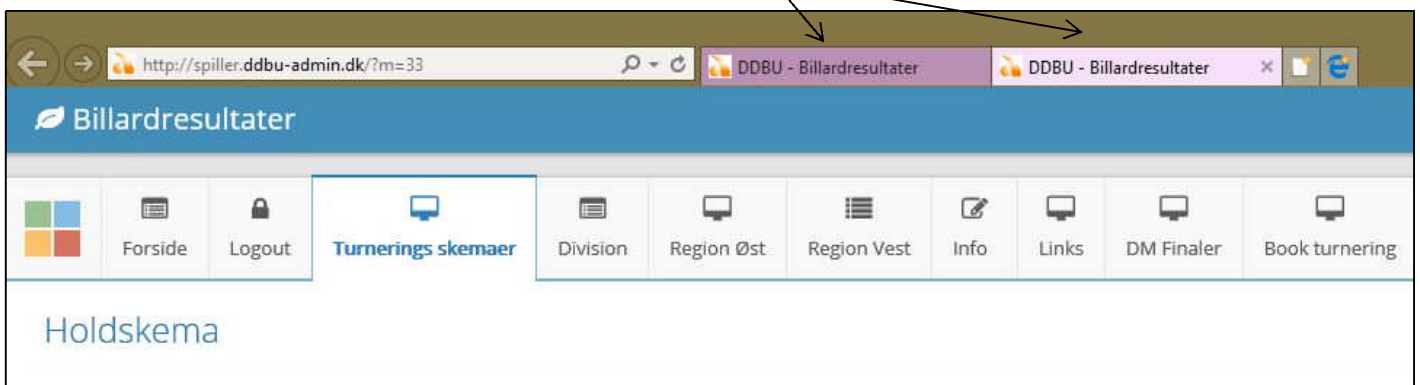 http://spiller.ddbu-admin.dk/?m=33 DDBU - Billardresultater DDBU - Billardresultater
Billardresultater
Forside Logout Turnerings skemaer Division Region Øst Region Vest Info Links DM Finaler Book turnering
Holdskema